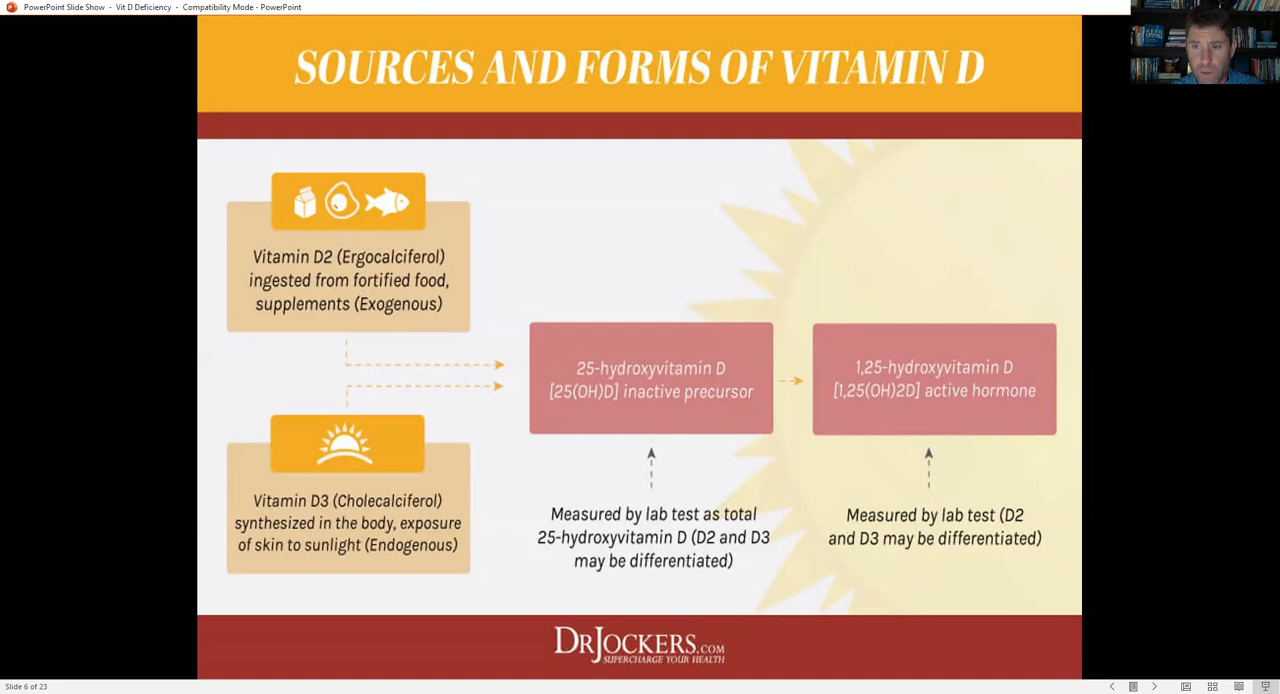 PowerPoint Slide Show - Vit D Deficiency - Compatibility Mode - PowerPoint
SOURCES AND FORMS OF VITAMIN D
Vitamin D2 (Ergocalciferol)
ingested from fortified food,
supplements (Exogenous)
Vitamin D3 (Cholecalciferol)
synthesized in the body, exposure
of skin to sunlight (Endogenous)
25-hydroxyvitamin D
[25(OH)D] inactive precursor
Measured by lab test as total
25-hydroxyvitamin D (D2 and D3
may be differentiated)
1,25-hydroxyvitamin D
[1,25(OH)2D] active hormone
Measured by lab test (D2
and D3 may be differentiated)
DRJOCKERS.COM
SUPERCHARGE YOUR HEALTH
Slide 6 of 23